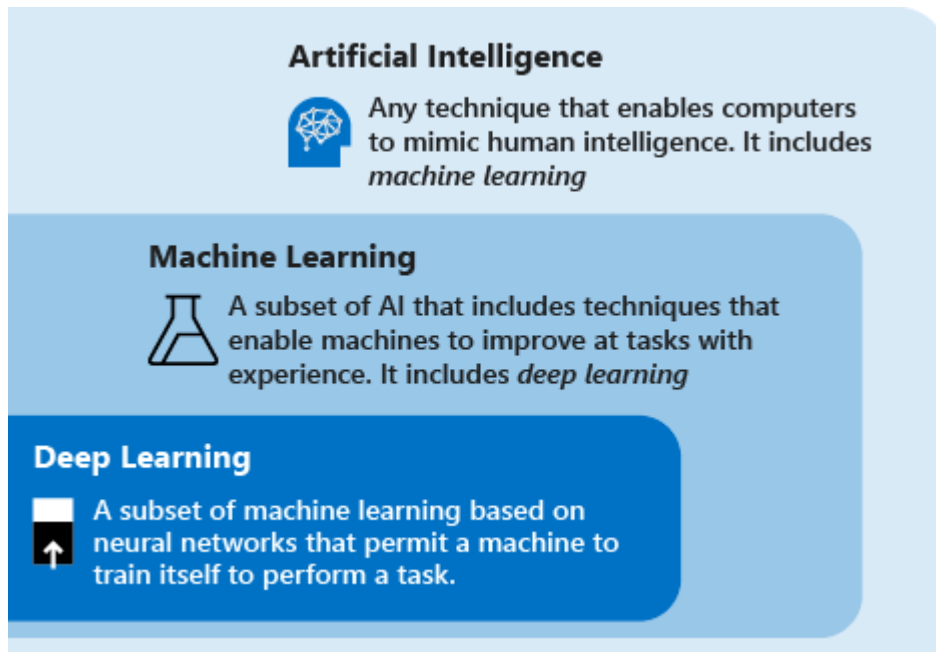 Artificial Intelligence
Any technique that enables computers
to mimic human intelligence. It includes
machine learning
Machine Learning
A subset of AI that includes techniques that
enable machines to improve at tasks with
experience. It includes deep learning
Deep Learning
A subset of machine learning based on
neural networks that permit a machine to
train itself to perform a task.